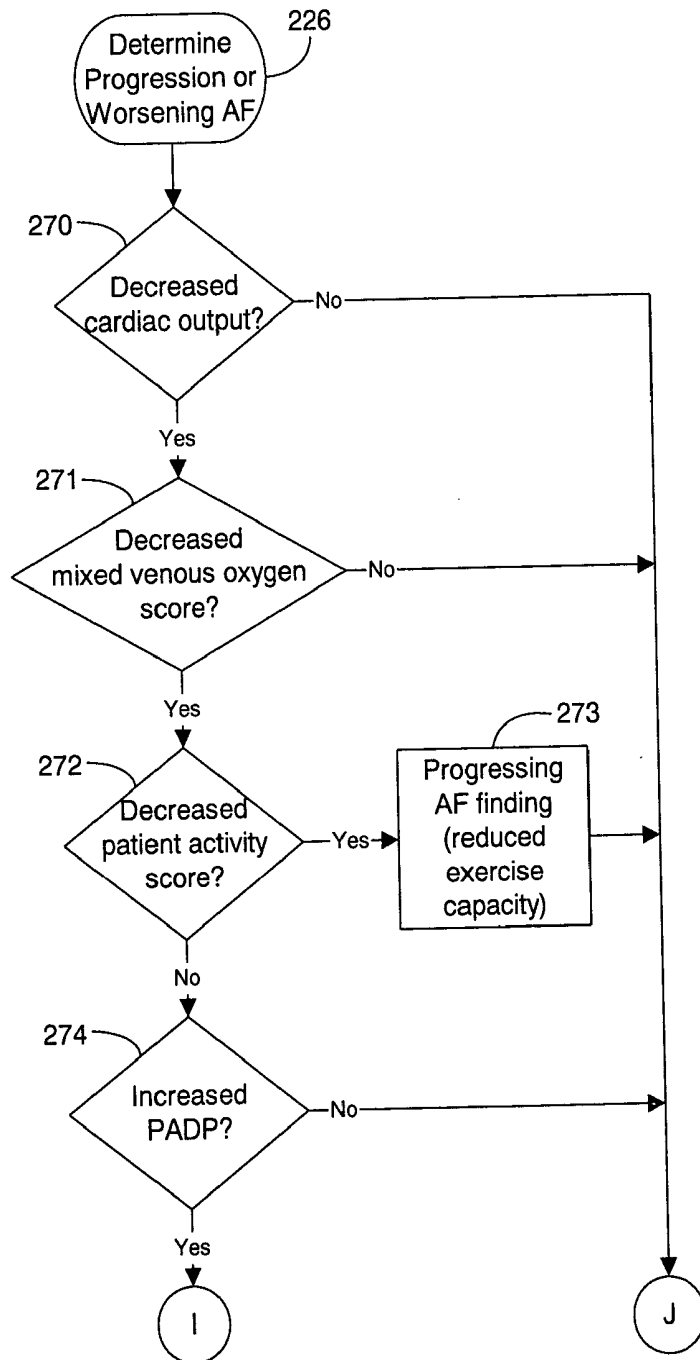 226
Determine
Progression or
Worsening AF
270
Decreased
cardiac output?
No
Yes
271
Decreased
mixed venous oxygen
score?
No
Yes
272
Decreased
patient activity
score?
Yes
273
Progressing
AF finding
(reduced
exercise
capacity)
No
274
Increased
PADP?
No
Yes
I
J